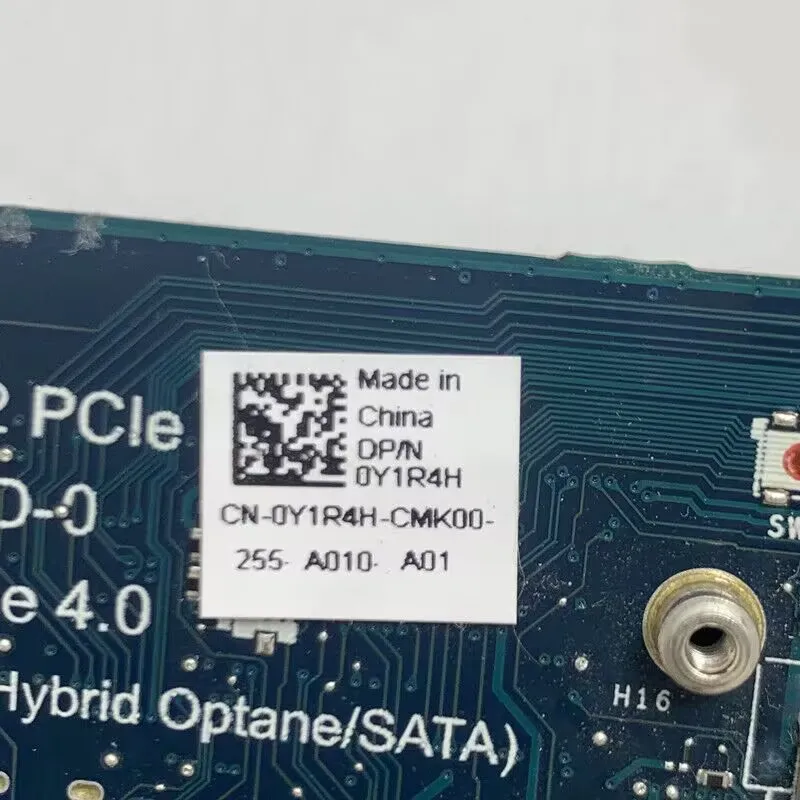 2 PCIe
D-0
e 4.0
Hybrid Optane/SATA)
Made in
China
DP/N
0Y1R4H
CN-0Y1R4H-CMK00-
255- A010- A01
SW
H16